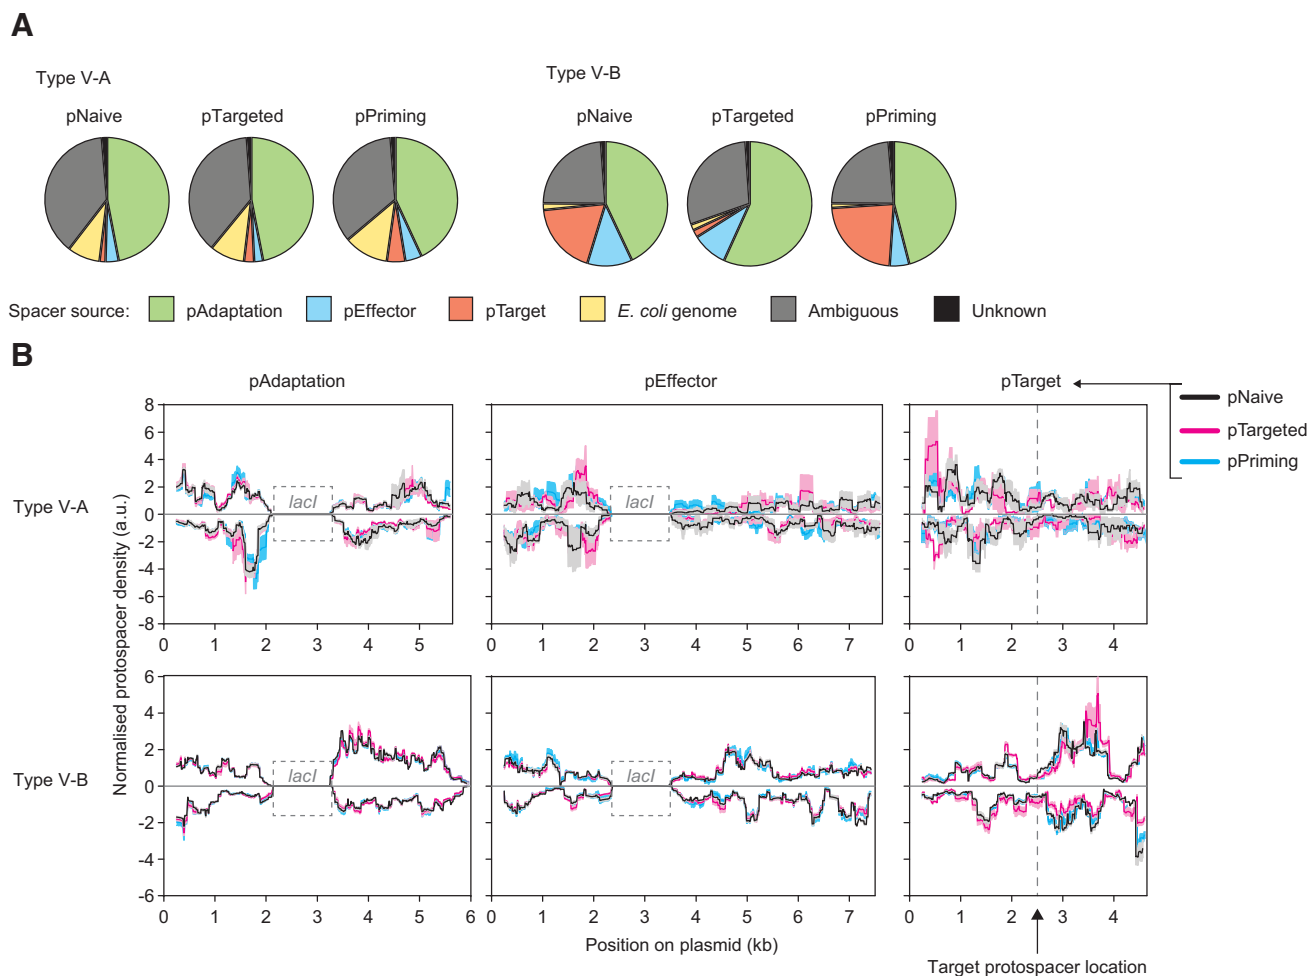 A
Type V-A
Type V-B
pNaive
pTargeted
pPriming
pNaive
pTargeted
pPriming
Spacer source:
pAdaptation
pEffector
pTarget
E. coli genome
Ambiguous
Unknown
B
pAdaptation
pEffector
pTarget
pNaive
pTargeted
pPriming
Normalised protospacer density (a.u.)
Type V-A
8
6
4
2
0
-2
-4
-6
-8
lacI
lacI
0 1 2 3 4 5
0 1 2 3 4 5 6 7
0 1 2 3 4
Type V-B
6
4
2
0
-2
-4
-6
lacI
lacI
0 1 2 3 4 5 6
0 1 2 3 4 5 6 7
0 1 2 3 4
Position on plasmid (kb)
Target protospacer location